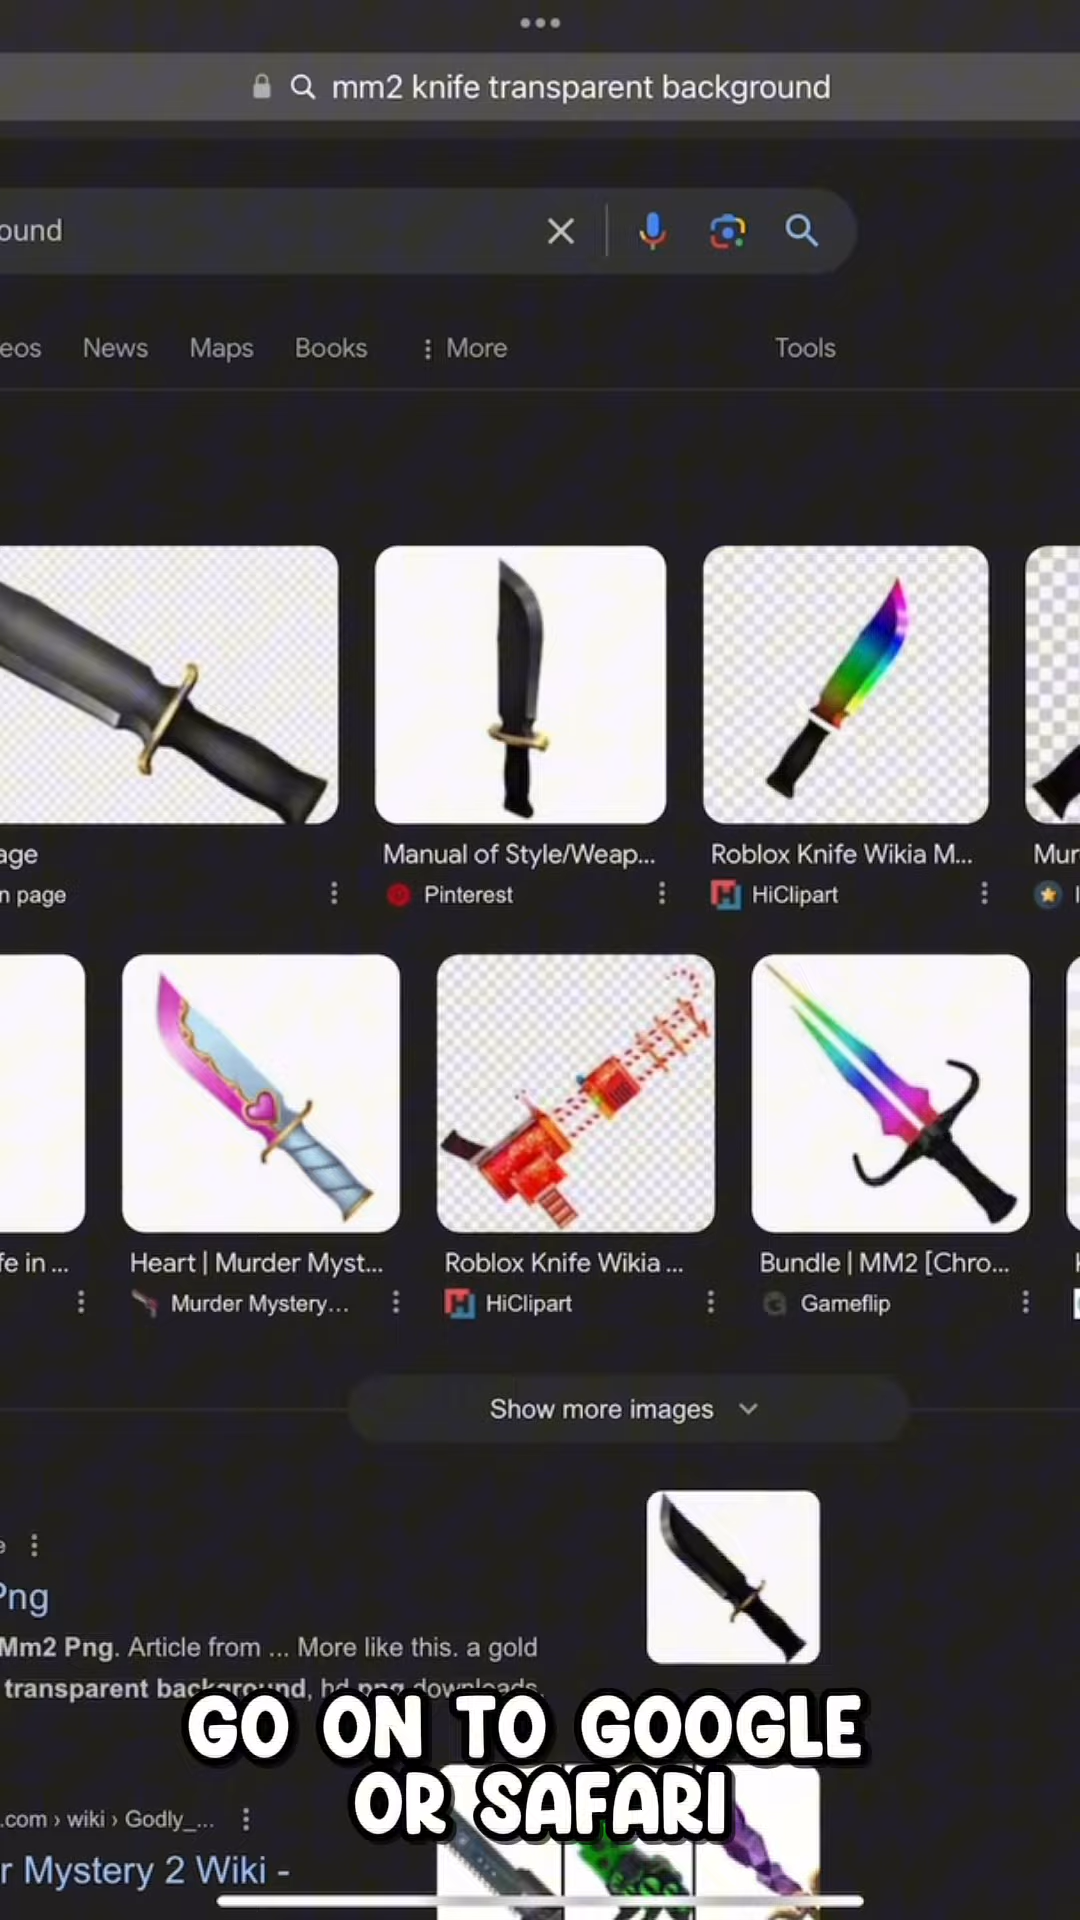 mm2 knife transparent background
ound
eos News Maps Books More Tools
age Manual of Style/Weap... Roblox Knife Wikia M... Mur
n page Pinterest HiClipart
fe in ... Heart | Murder Myst... Roblox Knife Wikia ... Bundle | MM2 [Chro...
Murder Mystery... HiClipart Gameflip
Show more images
e
Png
Mm2 Png. Article from ... More like this. a gold
transparent background, hd png downloads.
GO ON TO GOOGLE
OR SAFARI
.com › wiki › Godly_...
r Mystery 2 Wiki -